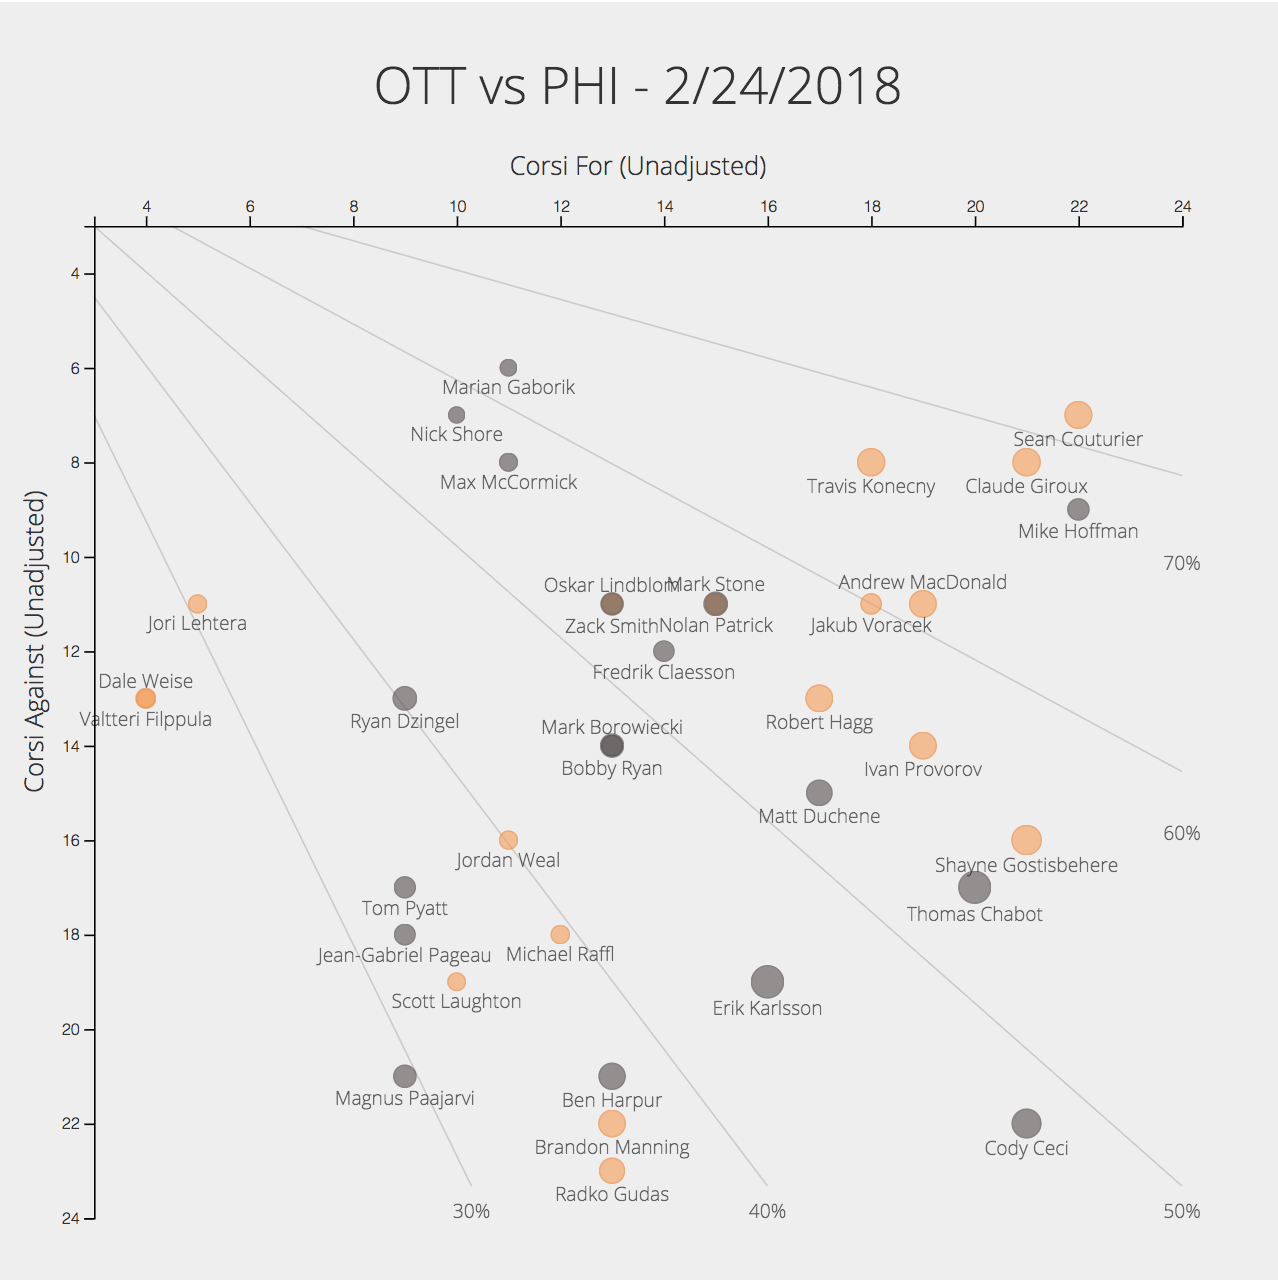 OTT vs PHI - 2/24/2018
Corsi For (Unadjusted)
4 6 8 10 12 14 16 18 20 22 24
Corsi Against (Unadjusted)
4
6
Marian Gaborik
Nick Shore
Sean Couturier
8
Max McCormick
Travis Konecny
Claude Giroux
Mike Hoffman
10
70%
Oskar Lindblom
Mark Stone
Andrew MacDonald
Jori Lehtera
Zack Smith
Nolan Patrick
Jakub Voracek
12
Fredrik Claesson
Dale Weise
Valtteri Filppula
Ryan Dzingel
Mark Borowiecki
Robert Hagg
14
Bobby Ryan
Ivan Provorov
Matt Duchene
60%
16
Jordan Weal
Shayne Gostisbehere
Tom Pyatt
Thomas Chabot
18
Jean-Gabriel Pageau
Michael Raffl
Scott Laughton
Erik Karlsson
20
Magnus Paajarvi
Ben Harpur
22
Brandon Manning
Cody Ceci
Radko Gudas
24
30%
40%
50%